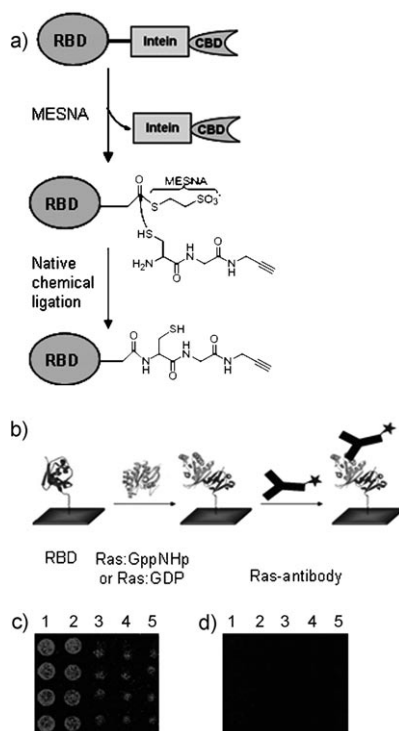 a)
RBD Intein CBD
MESNA
Intein CBD
MESNA
RBD O S SO3-
HS
Native
chemical
ligation
H2N O H N O N H
O SH O
RBD N H O H N O N H
b)
RBD Ras:GppNHp
or Ras:GDP Ras-antibody
c) 1 2 3 4 5 d) 1 2 3 4 5